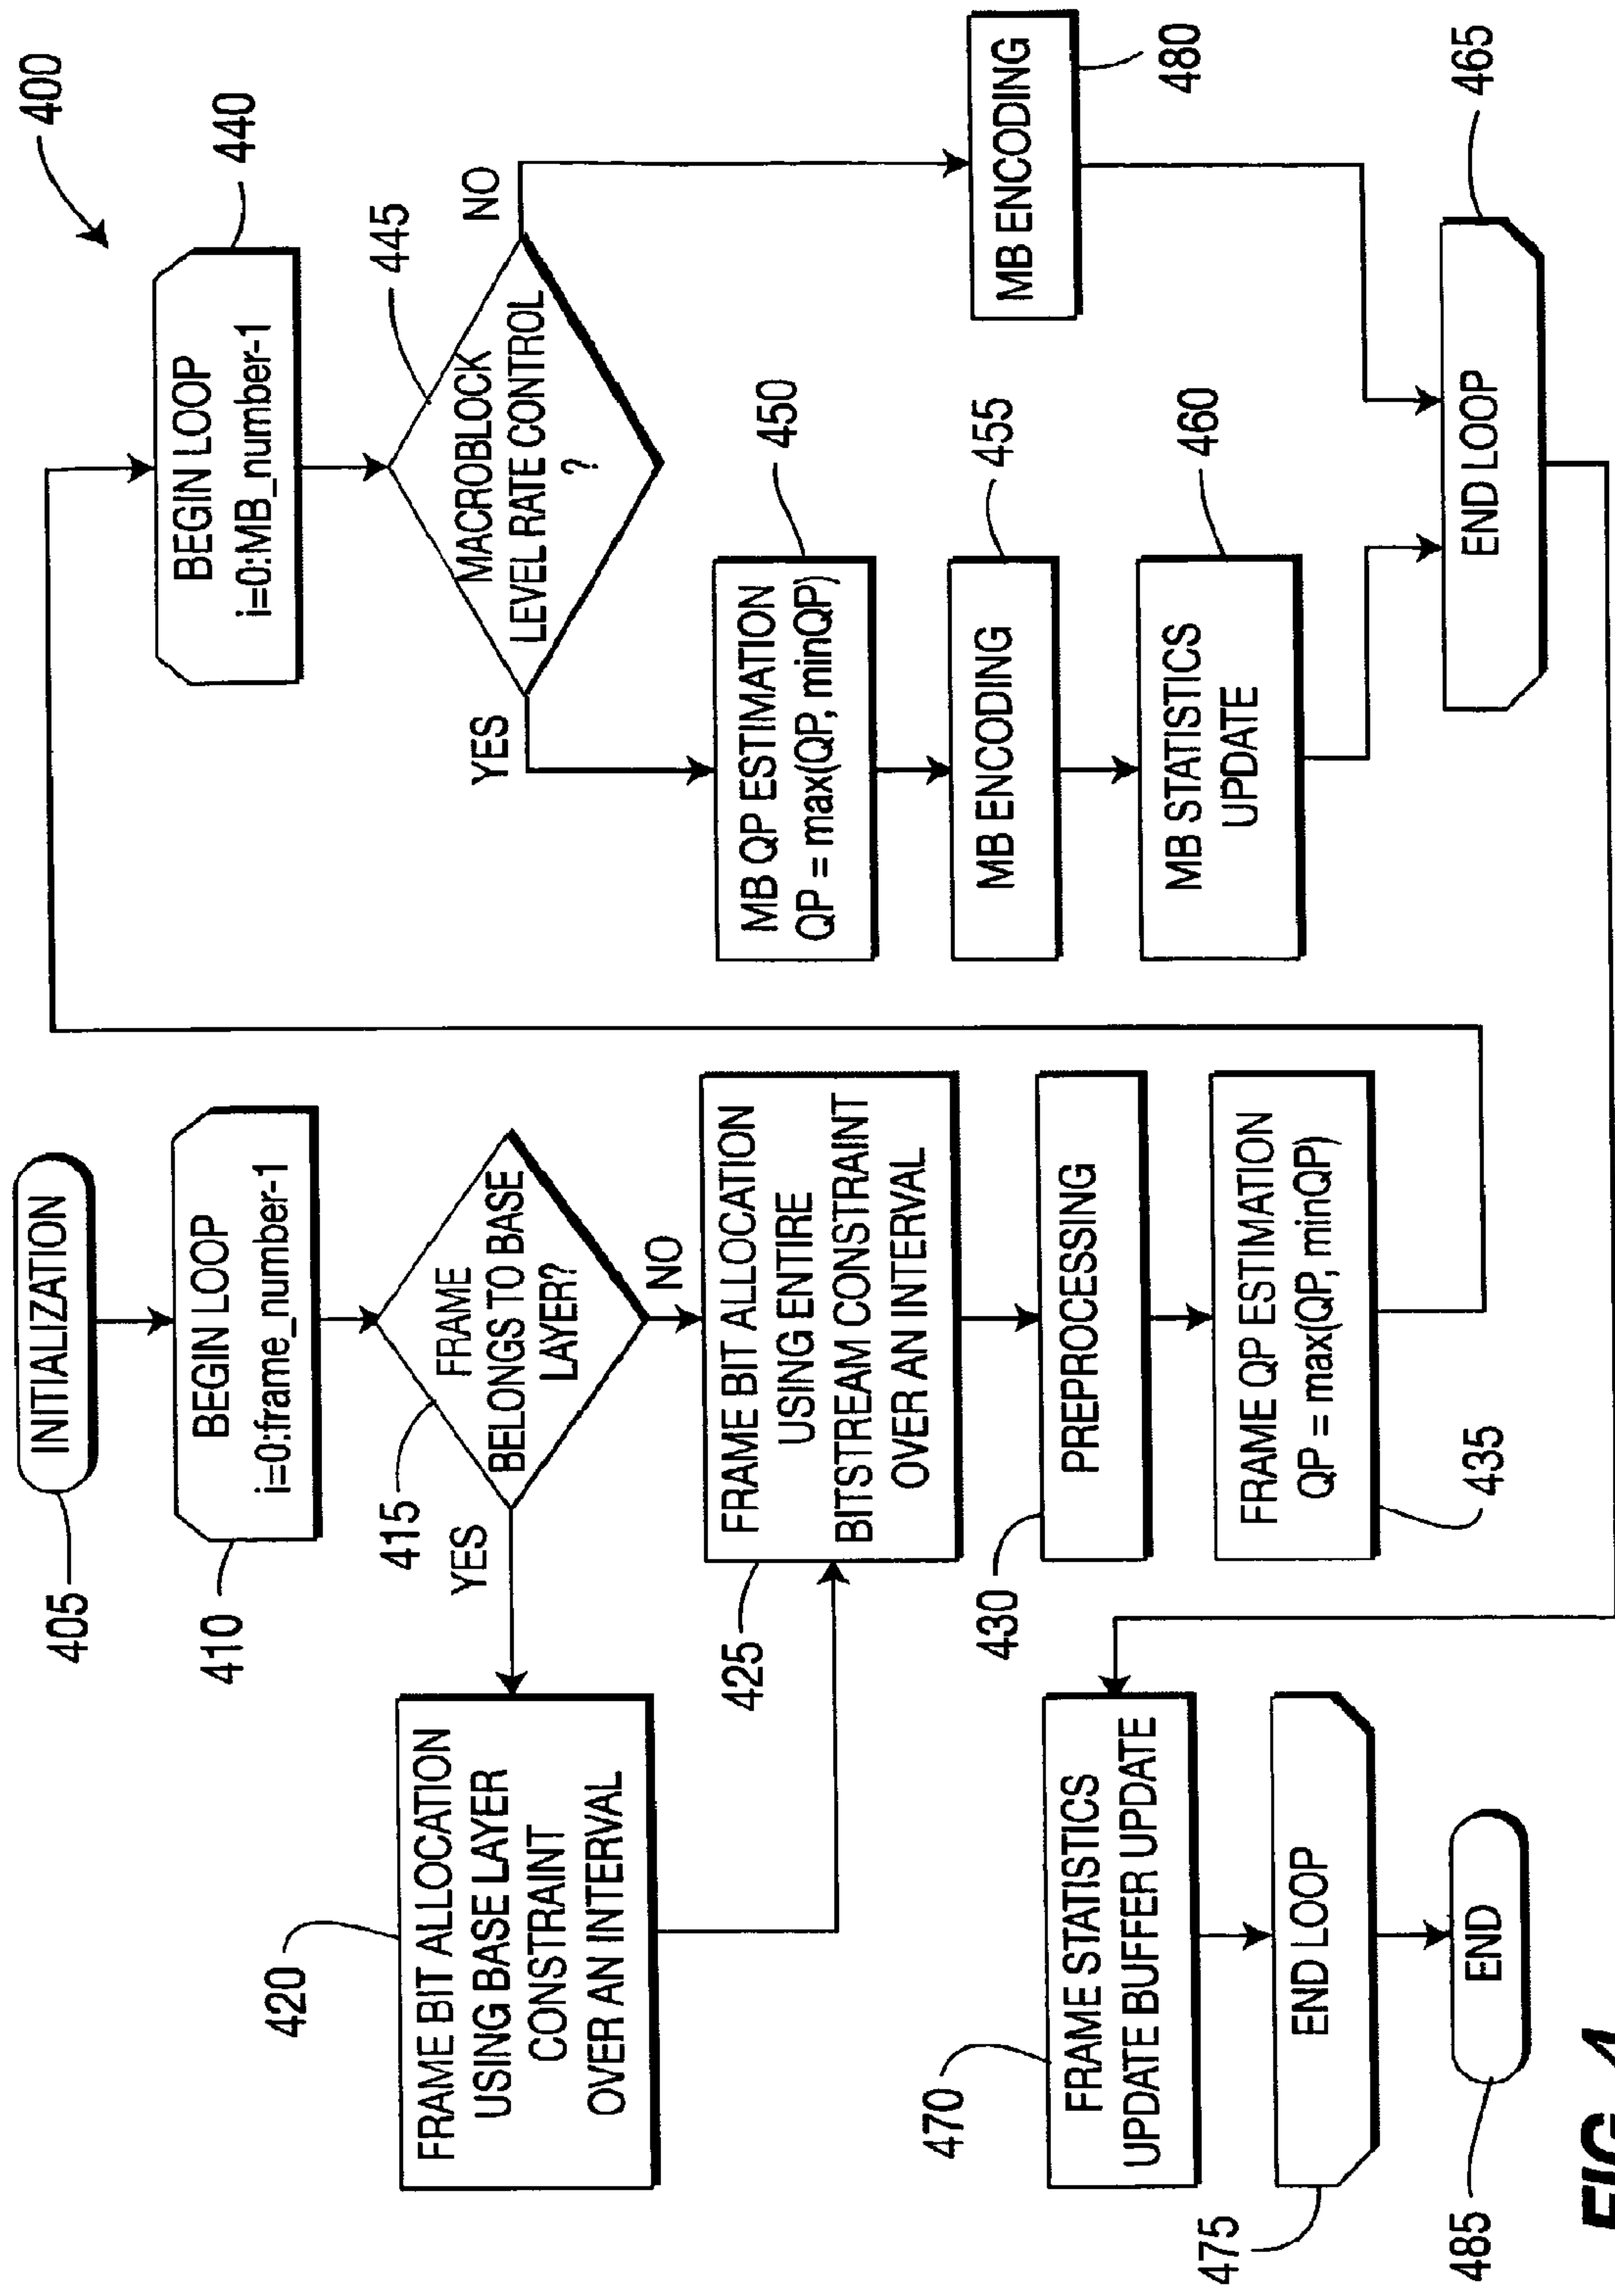 400
INITIALIZATION
405
BEGIN LOOP
i=0:frame_number-1
410
FRAME
BELONGS TO BASE
LAYER?
415
YES
NO
FRAME BIT ALLOCATION
USING BASE LAYER
CONSTRAINT
OVER AN INTERVAL
420
FRAME BIT ALLOCATION
USING ENTIRE
BITSTREAM CONSTRAINT
OVER AN INTERVAL
425
PREPROCESSING
430
FRAME QP ESTIMATION
QP = max(QP, minQP)
435
BEGIN LOOP
i=0:MB_number-1
440
MACROBLOCK
LEVEL RATE CONTROL
?
445
YES
NO
MB QP ESTIMATION
QP = max(QP, minQP)
450
MB ENCODING
455
MB STATISTICS
UPDATE
460
MB ENCODING
480
END LOOP
465
FRAME STATISTICS
UPDATE BUFFER UPDATE
470
END LOOP
475
END
485
FIG. 4